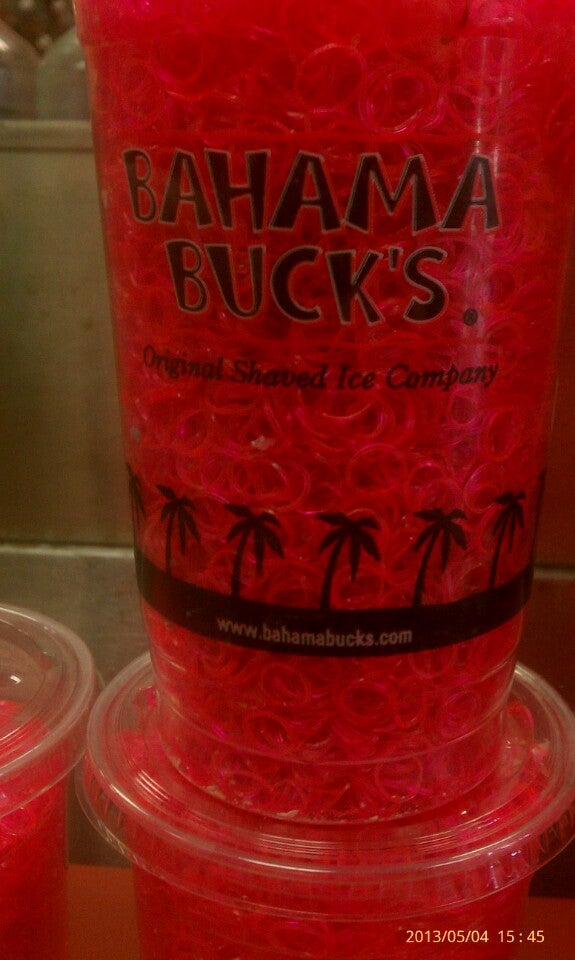 BAHAMA
BUCK'S®
Original Shaved Ice Company
www.bahamabucks.com
2013/05/04 15:45